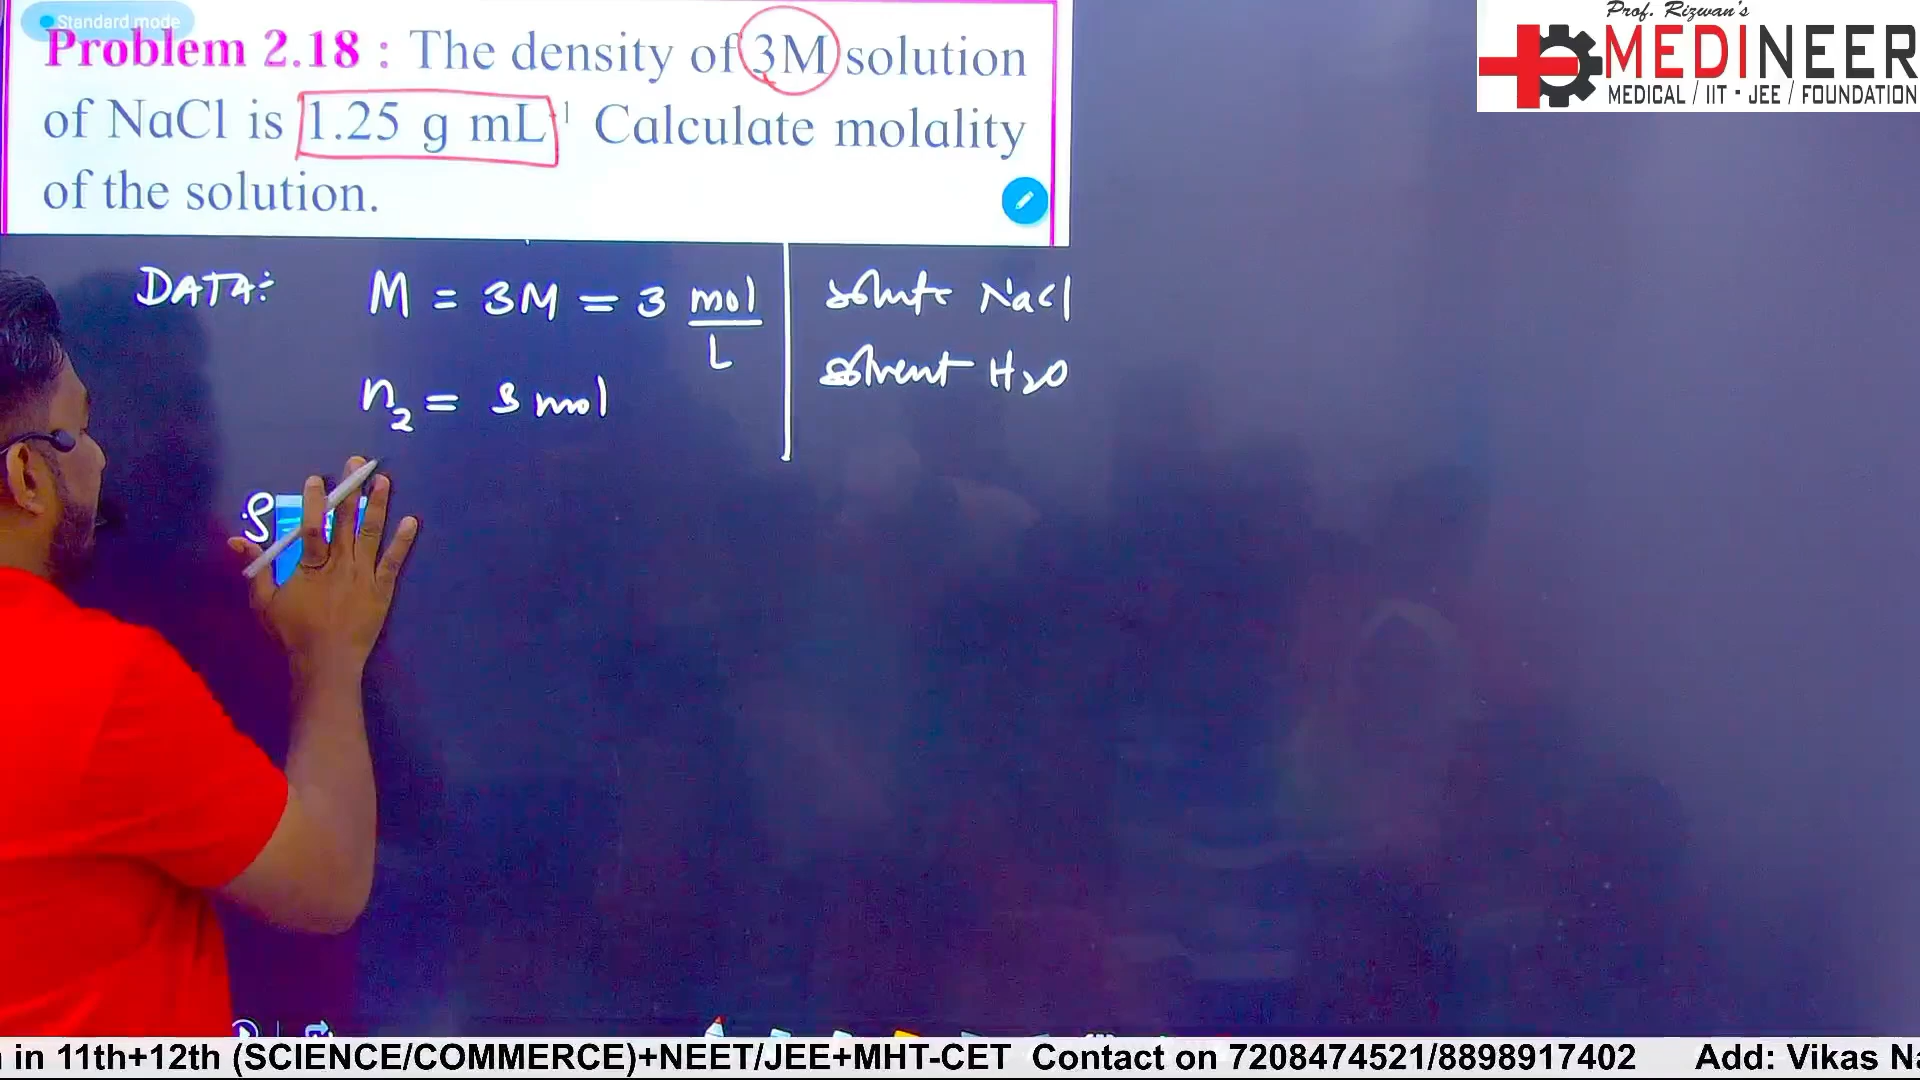 Standard mode
Problem 2.18 : The density of 3M solution
of NaCl is 1.25 g mL⁻¹ Calculate molality
of the solution.
Prof. Rizwan's
MEDINEER
MEDICAL / IIT - JEE / FOUNDATION
DATA:- M = 3M = 3 mol/L
n₂ = 3 mol
solute NaCl
solvent H2O
in 11th+12th (SCIENCE/COMMERCE)+NEET/JEE+MHT-CET Contact on 7208474521/8898917402 Add: Vikas